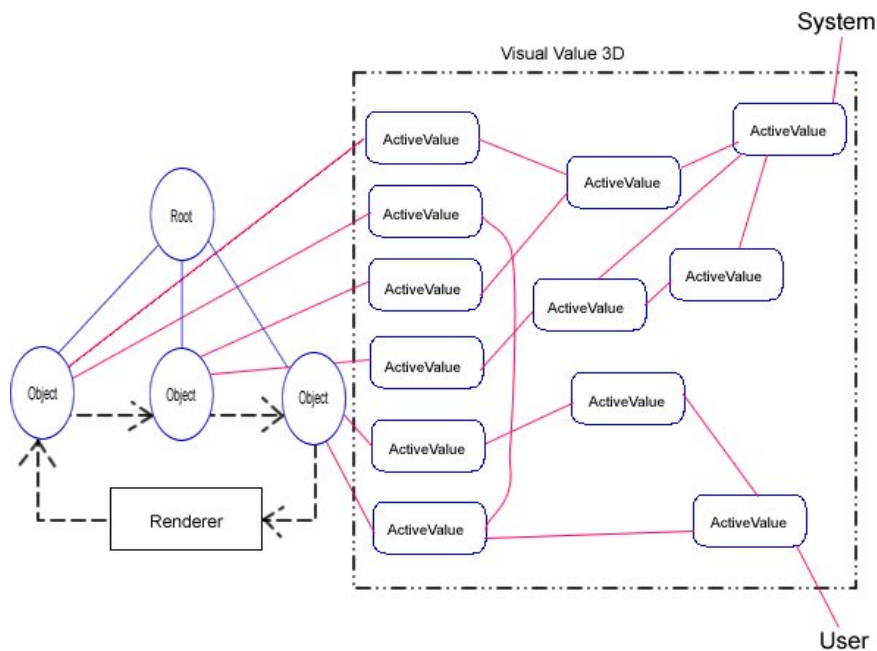 System
Visual Value 3D
ActiveValue
ActiveValue
ActiveValue
ActiveValue
Root
ActiveValue
ActiveValue
ActiveValue
ActiveValue
Object
Object
Object
ActiveValue
ActiveValue
Renderer
ActiveValue
ActiveValue
User